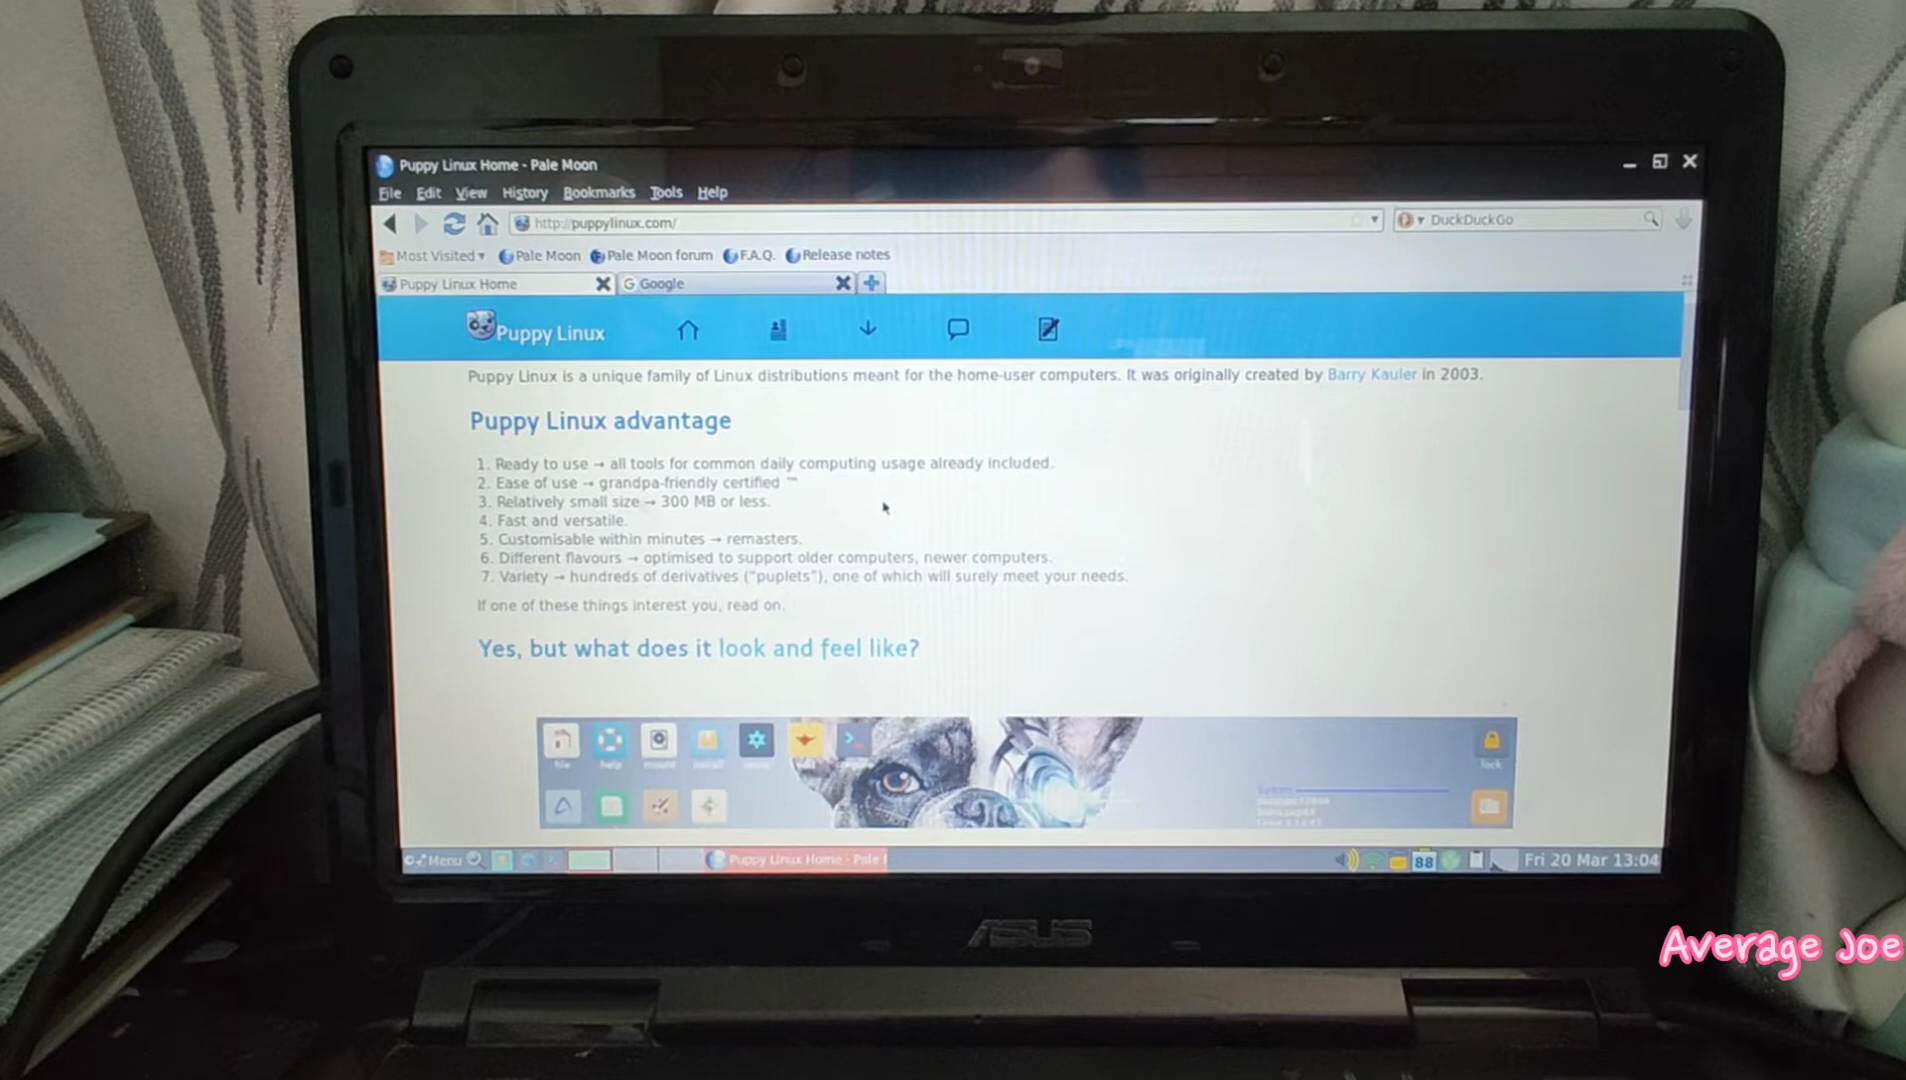 Puppy Linux Home - Pale Moon
File Edit View History Bookmarks Tools Help
http://puppylinux.com/
DuckDuckGo
Most Visited Pale Moon Pale Moon forum F.A.Q. Release notes
Puppy Linux Home
Google
Puppy Linux
Puppy Linux is a unique family of Linux distributions meant for the home-user computers. It was originally created by Barry Kauler in 2003.
Puppy Linux advantage
1. Ready to use → all tools for common daily computing usage already included.
2. Ease of use → grandpa-friendly certified ™
3. Relatively small size → 300 MB or less.
4. Fast and versatile.
5. Customisable within minutes → remasters.
6. Different flavours → optimised to support older computers, newer computers.
7. Variety → hundreds of derivatives ("puplets"), one of which will surely meet your needs.
If one of these things interest you, read on.
Yes, but what does it look and feel like?
file help mount install lock
Menu
Puppy Linux Home - Pale
88
Fri 20 Mar 13:04
ASUS
Average Joe